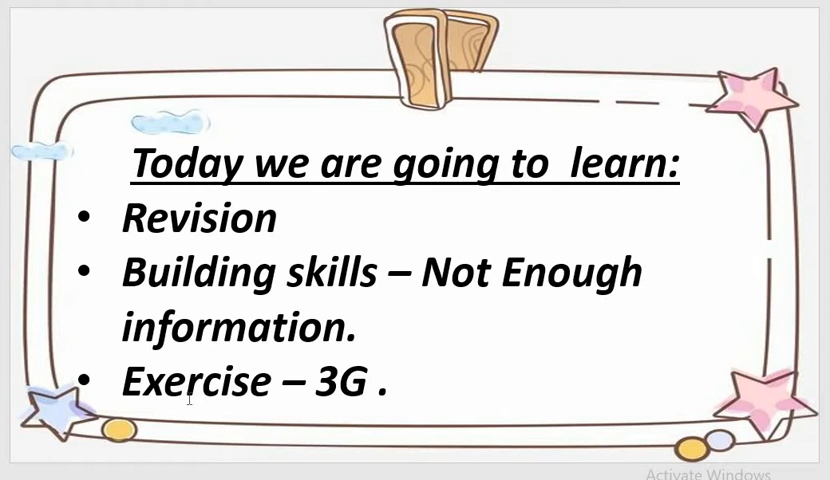 Today we are going to learn:
• Revision
• Building skills – Not Enough
information.
• Exercise – 3G .
Activate Windows